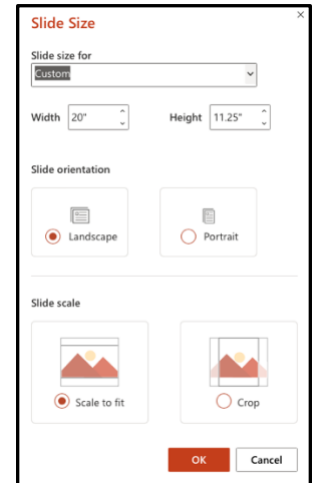 Slide Size
Slide size for
Custom
Width 20" Height 11.25"
Slide orientation
Landscape Portrait
Slide scale
Scale to fit Crop
OK Cancel